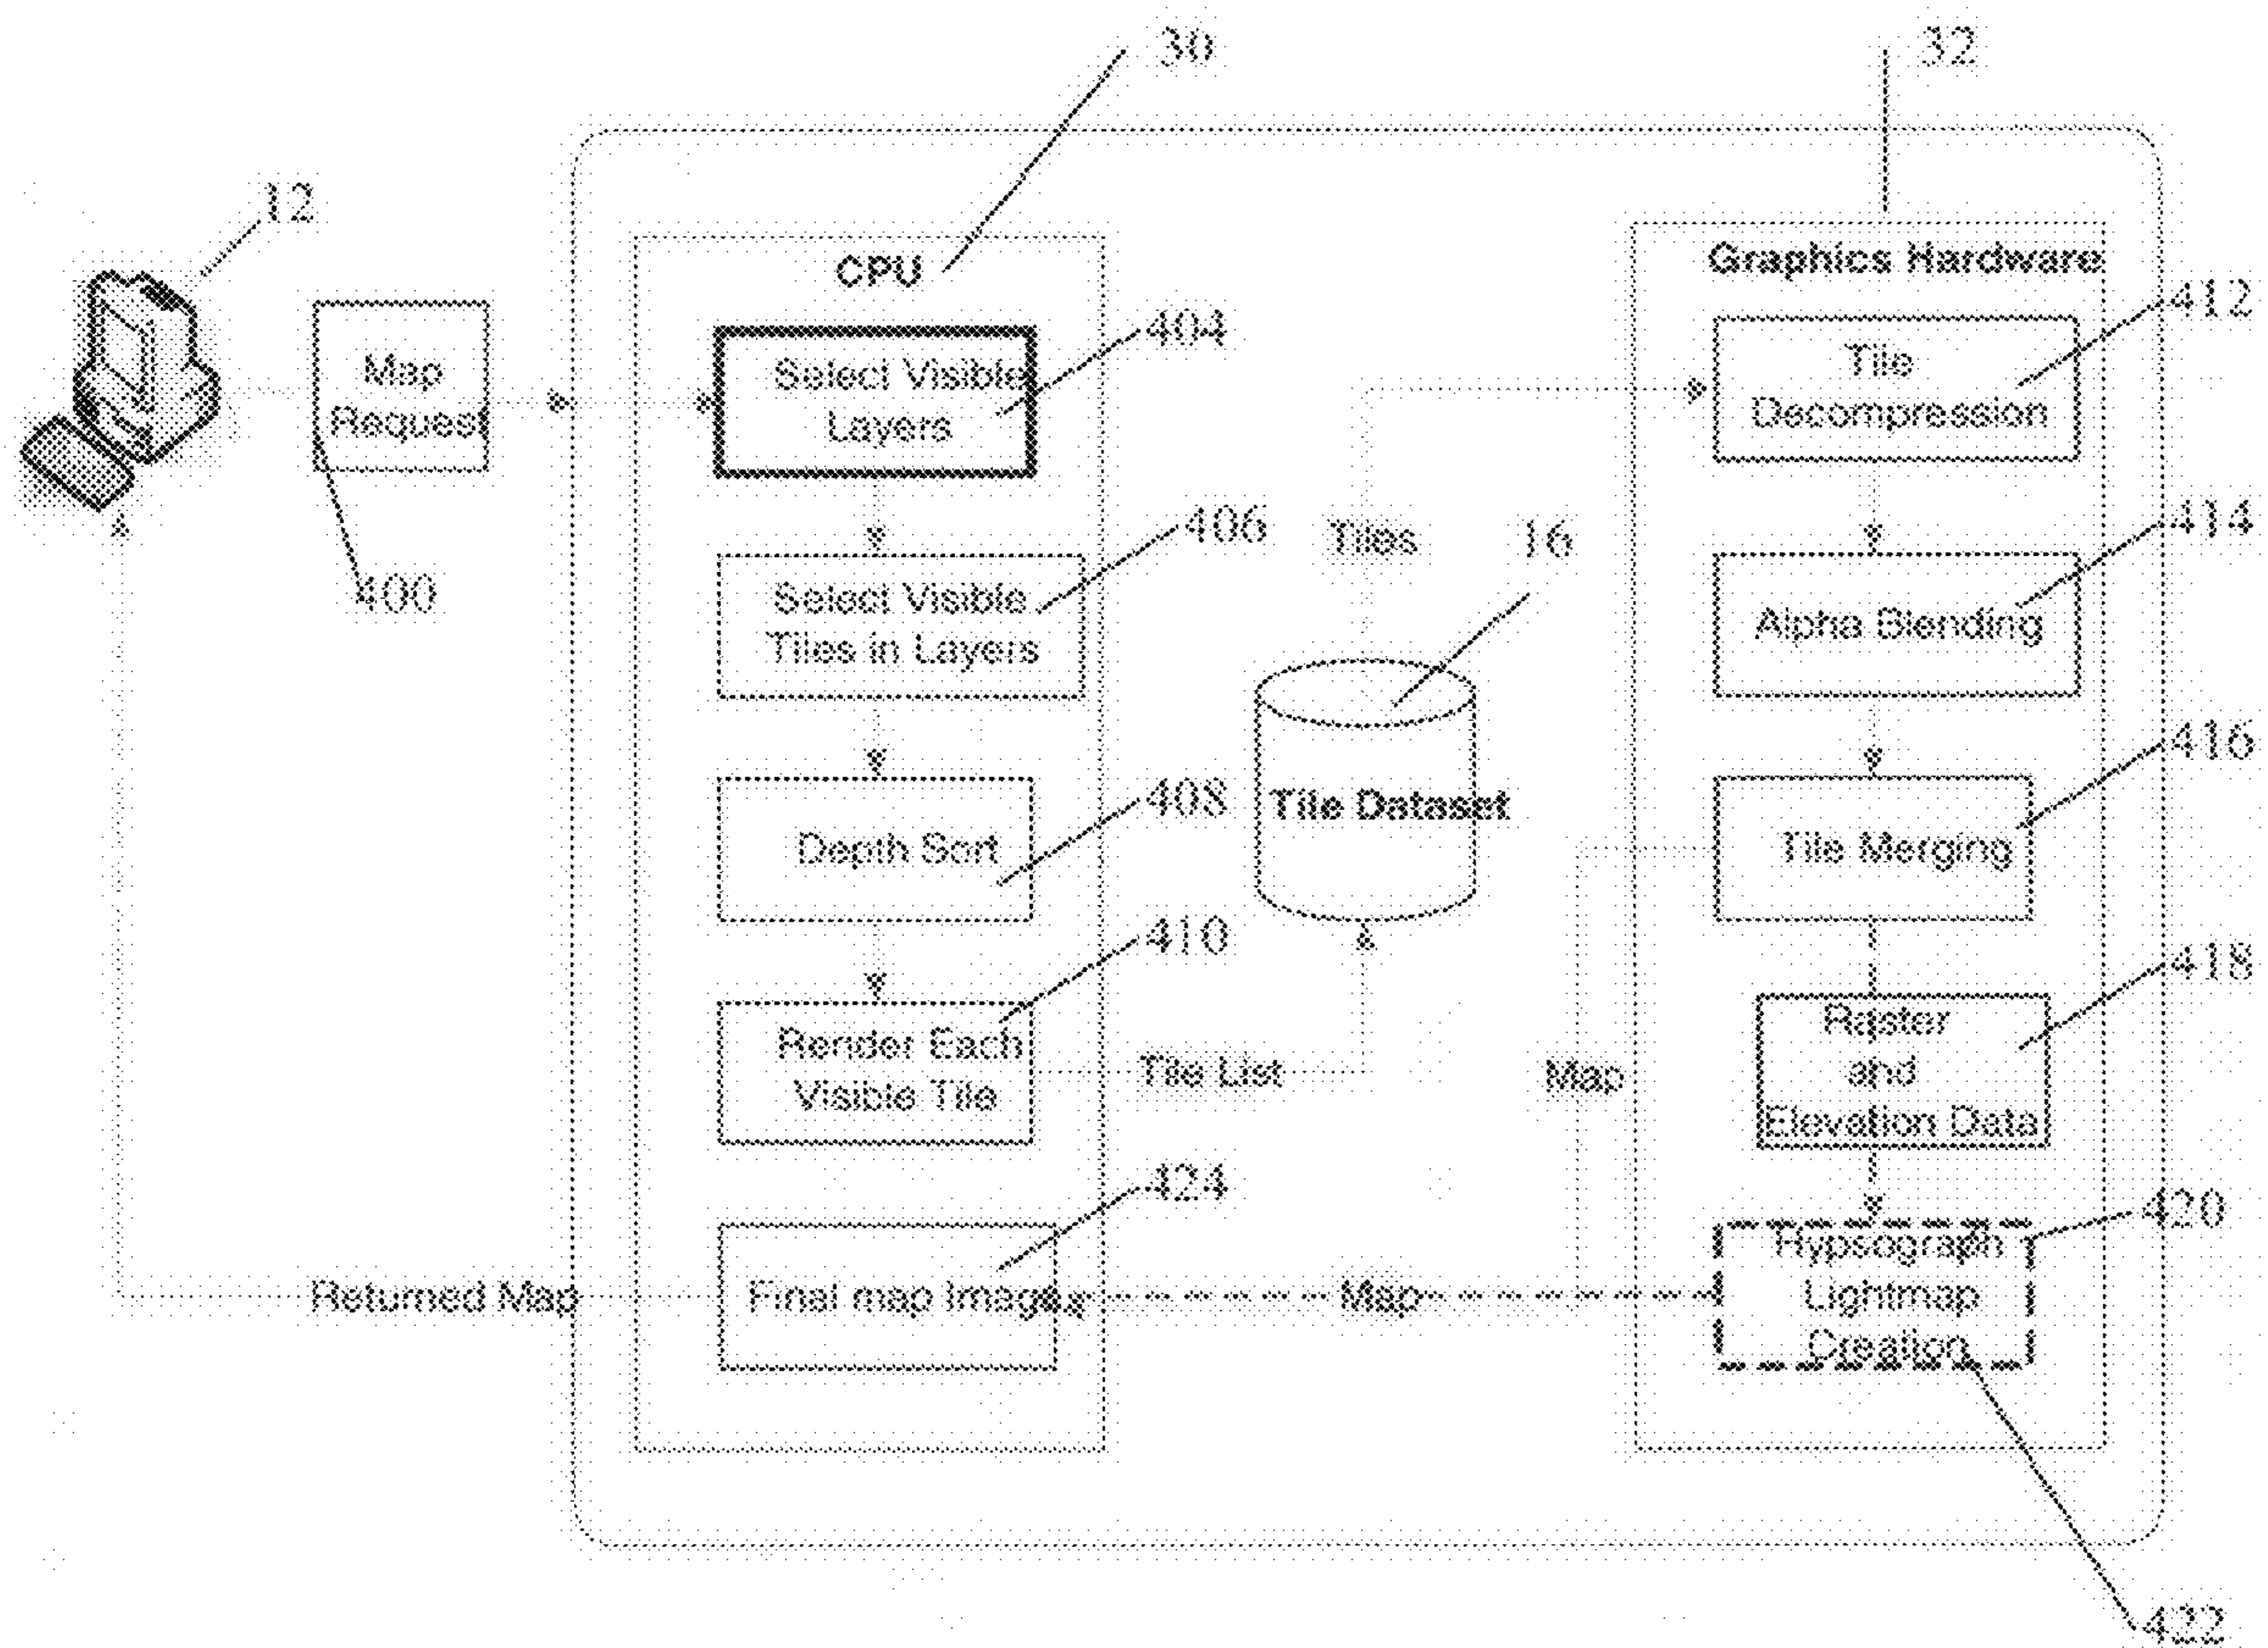 30
32
12
CPU
Graphics Hardware
Map
Request
400
Select Visible
Layers
404
Tile
Decompression
412
Select Visible
Tiles in Layers
406
Tiles
16
Alpha Blending
414
Depth Sort
408
Tile Dataset
Tile Merging
416
Render Each
Visible Tile
410
Tile List
Map
Raster
and
Elevation Data
418
Returned Map
Final map Image
424
Map
Hypsograph
Lightmap
Creation
420
422